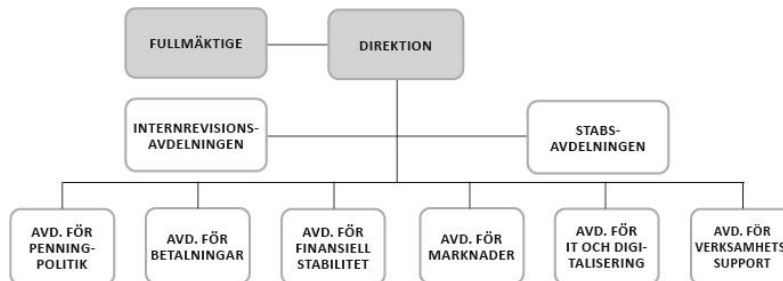 FULLMÄKTIGE
DIREKTION
INTERNREVISIONS-
AVDELNINGEN
STABS-
AVDELNINGEN
AVD. FÖR
PENNING-
POLITIK
AVD. FÖR
BETALNINGAR
AVD. FÖR
FINANSIELL
STABILITET
AVD. FÖR
MARKNADER
AVD. FÖR
IT OCH DIGI-
TALISERING
AVD. FÖR
VERKSAMHETS
SUPPORT